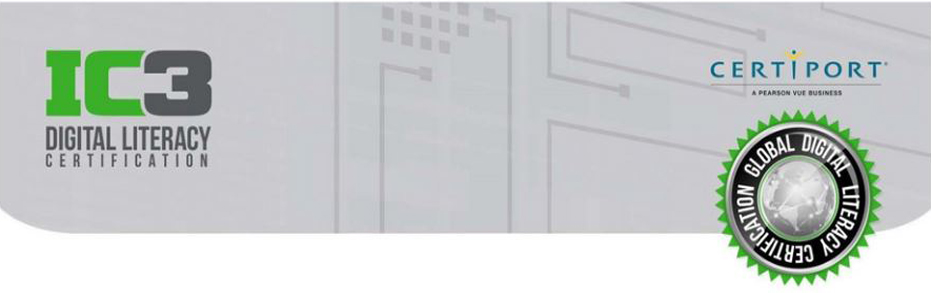 IC3
DIGITAL LITERACY
CERTIFICATION
CERTIPORT®
A PEARSON VUE BUSINESS
GLOBAL DIGITAL LITERACY CERTIFICATION